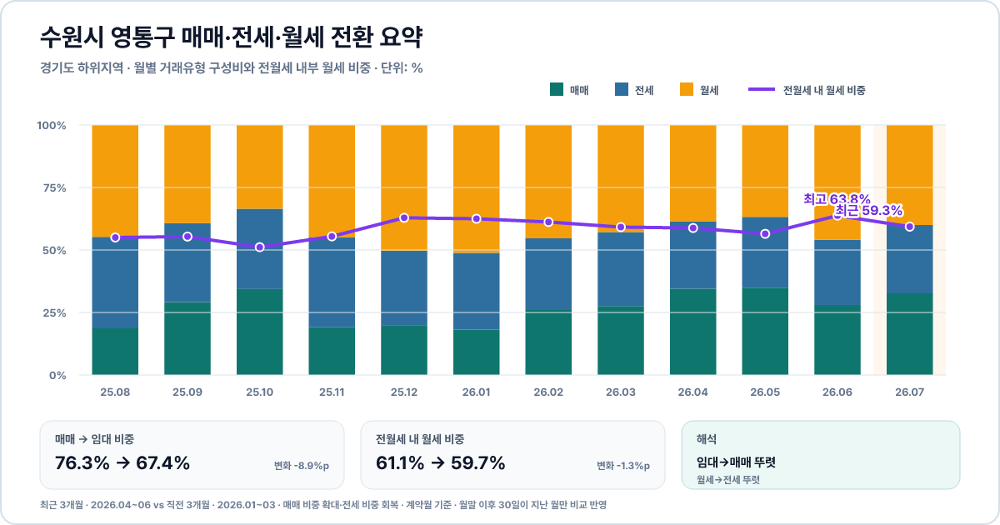 수원시 영통구 매매·전세·월세 전환 요약
경기도 하위지역 · 월별 거래유형 구성비와 전월세 내부 월세 비중 · 단위: %
매매 전세 월세 전월세 내 월세 비중
100%
75%
50%
25%
0%
최고 63.8%
최근 59.3%
25.08 25.09 25.10 25.11 25.12 26.01 26.02 26.03 26.04 26.05 26.06 26.07
매매 → 임대 비중
76.3% → 67.4%
변화 -8.9%p
전월세 내 월세 비중
61.1% → 59.7%
변화 -1.3%p
해석
임대→매매 뚜렷
월세→전세 뚜렷
최근 3개월 · 2026.04~06 vs 직전 3개월 · 2026.01~03 · 매매 비중 확대·전세 비중 회복 · 계약월 기준 · 월말 이후 30일이 지난 월만 비교 반영